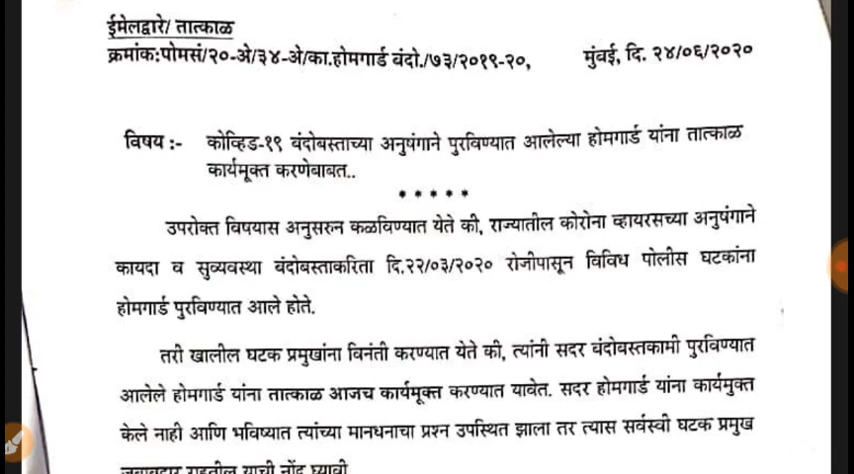 ईमेलद्वारे/ तात्काळ
क्रमांक:पोमसं/२०-अे/३४-अे/का.होमगार्ड बंदो./७३/२०१९-२०, मुंबई, दि. २४/०६/२०२०
विषय :- कोव्हिड-१९ बंदोबस्ताच्या अनुषंगाने पुरविण्यात आलेल्या होमगार्ड यांना तात्काळ
कार्यमूक्त करणेबाबत..
* * * * *
उपरोक्त विषयास अनुसरुन कळविण्यात येते की, राज्यातील कोरोना व्हायरसच्या अनुषंगाने
कायदा व सुव्यवस्था बंदोबस्ताकरिता दि.२२/०३/२०२० रोजीपासून विविध पोलीस घटकांना
होमगार्ड पुरविण्यात आले होते.
तरी खालील घटक प्रमुखांना विनंती करण्यात येते की, त्यांनी सदर बंदोबस्तकामी पुरविण्यात
आलेले होमगार्ड यांना तात्काळ आजच कार्यमूक्त करण्यात यावेत. सदर होमगार्ड यांना कार्यमुक्त
केले नाही आणि भविष्यात त्यांच्या मानधनाचा प्रश्न उपस्थित झाला तर त्यास सर्वस्वी घटक प्रमुख
जबाबदार राहतील याची नोंद घ्यावी